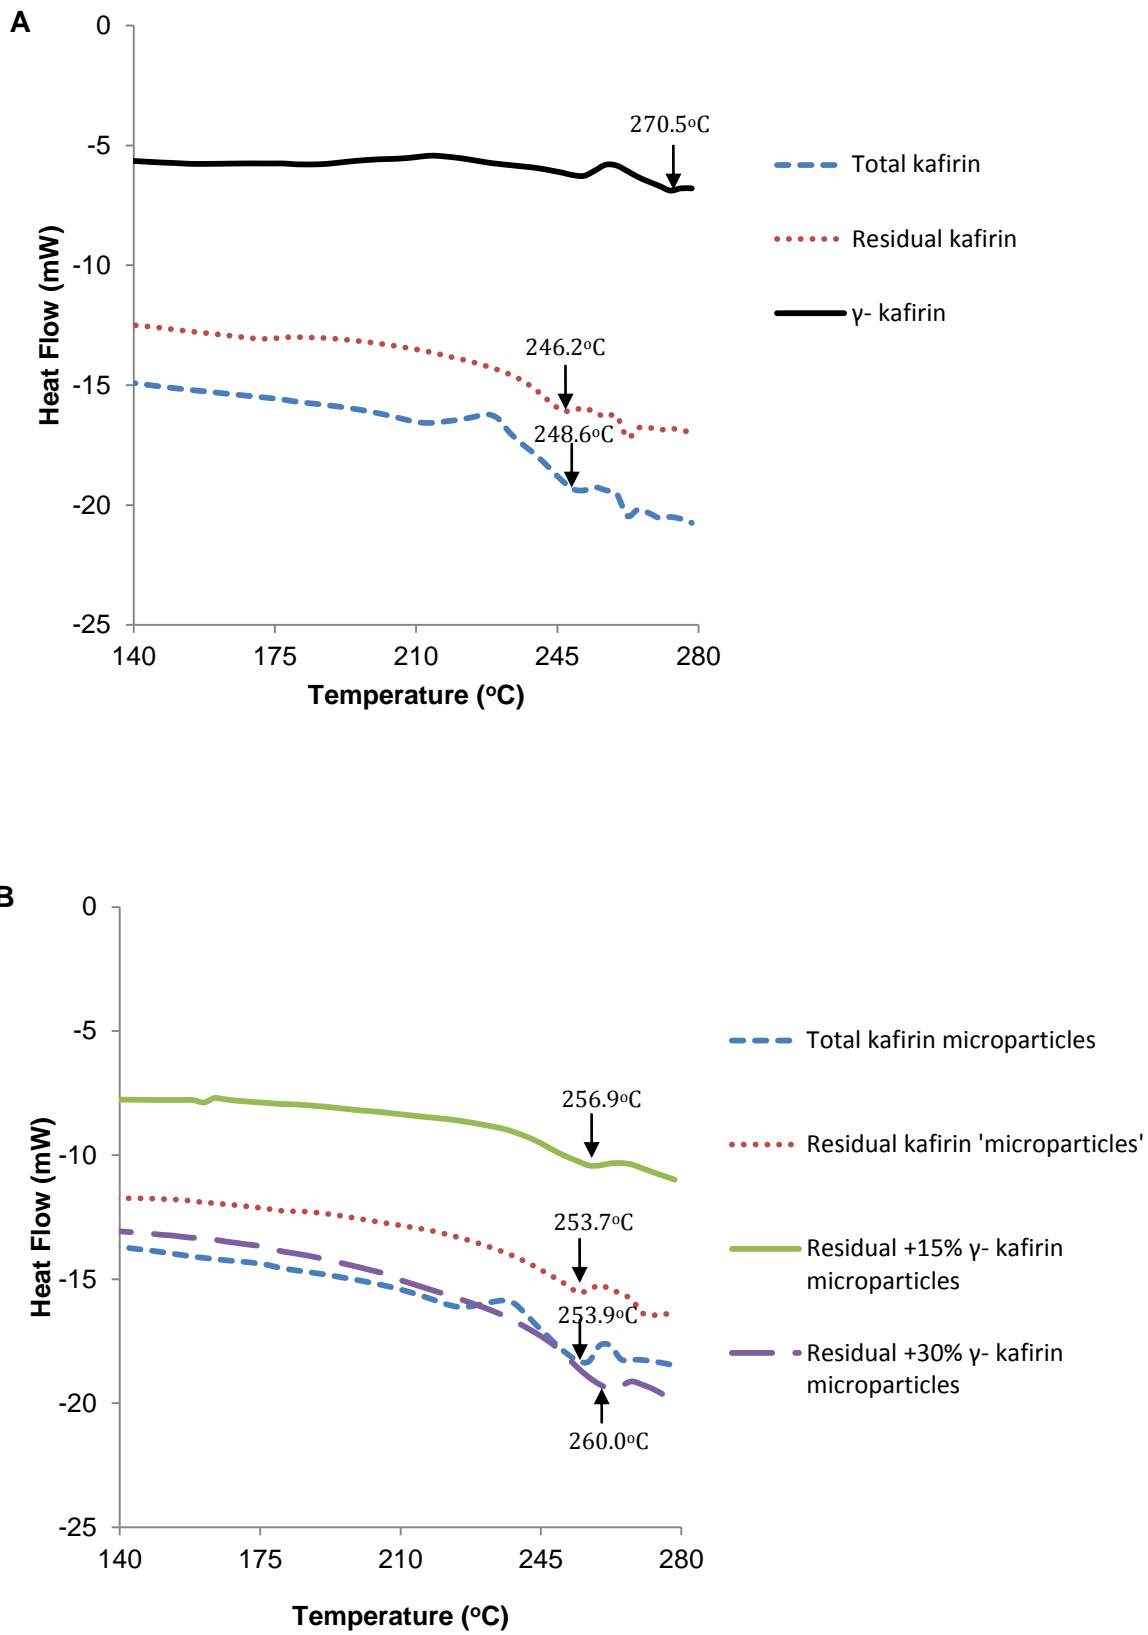 A
0
-5
-10
-15
-20
-25
Heat Flow (mW)
140
175
210
245
280
Temperature (ºC)
270.5ºC
246.2ºC
248.6ºC
Total kafirin
Residual kafirin
γ- kafirin
B
0
-5
-10
-15
-20
-25
Heat Flow (mW)
140
175
210
245
280
Temperature (ºC)
256.9ºC
253.7ºC
253.9ºC
260.0ºC
Total kafirin microparticles
Residual kafirin 'microparticles'
Residual +15% γ- kafirin
microparticles
Residual +30% γ- kafirin
microparticles